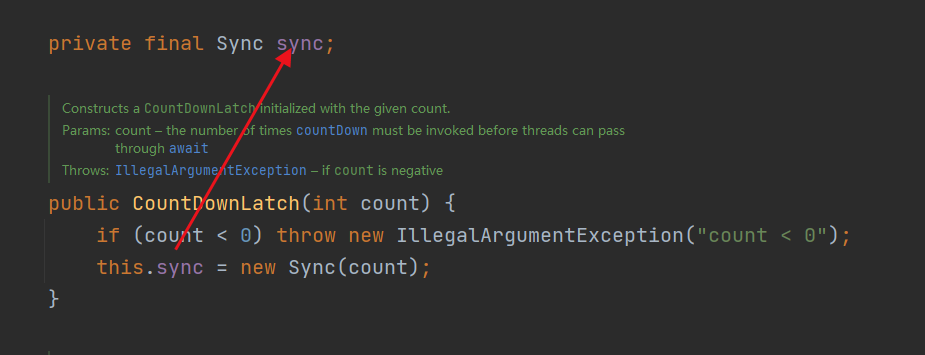 private final Sync sync;
Constructs a CountDownLatch initialized with the given count.
Params: count – the number of times countDown must be invoked before threads can pass
through await
Throws: IllegalArgumentException – if count is negative
public CountDownLatch(int count) {
if (count < 0) throw new IllegalArgumentException("count < 0");
this.sync = new Sync(count);
}